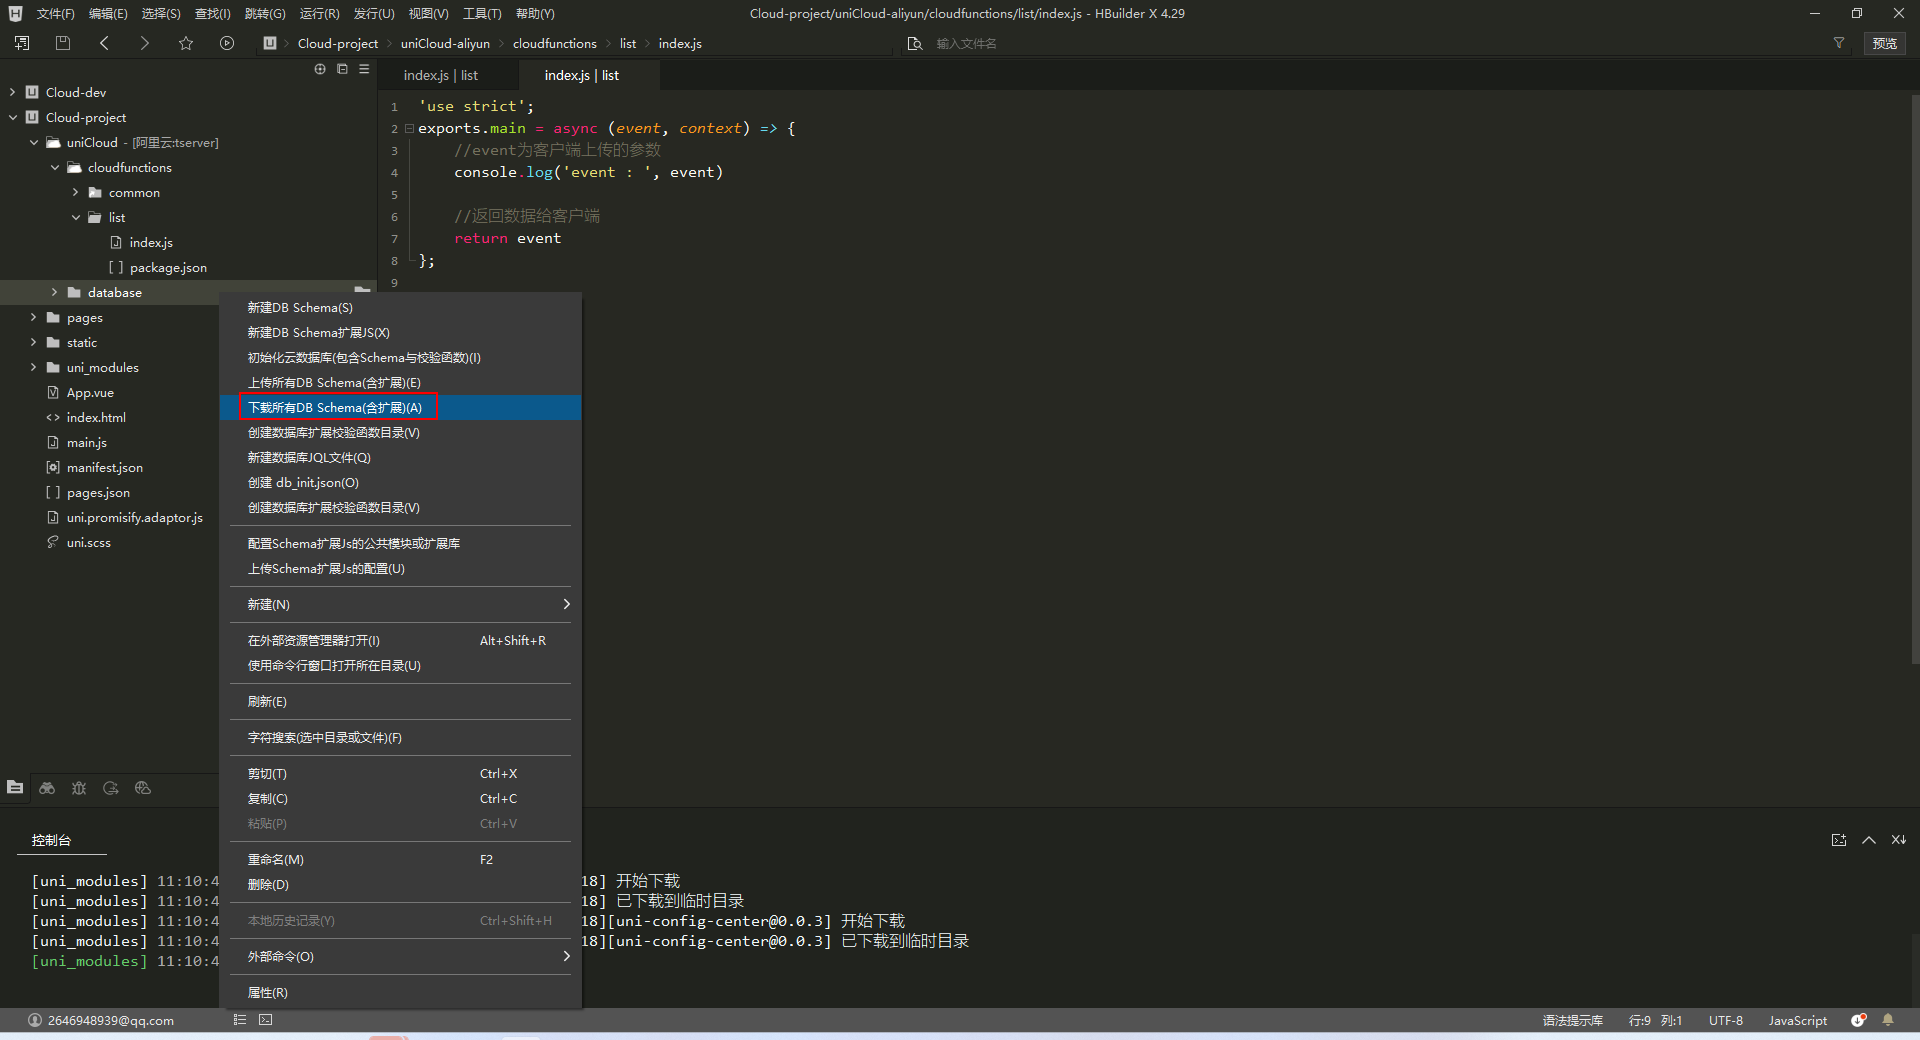 文件(F) 编辑(E) 选择(S) 查找(I) 跳转(G) 运行(R) 发行(U) 视图(V) 工具(T) 帮助(Y) Cloud-project/uniCloud-aliyun/cloudfunctions/list/index.js - HBuilder X 4.29
Cloud-project uniCloud-aliyun cloudfunctions list index.js 输入文件名 预览
index.js | list index.js | list
Cloud-dev
Cloud-project
uniCloud - [阿里云:tserver]
cloudfunctions
common
list
index.js
package.json
database
pages
static
uni_modules
App.vue
index.html
main.js
manifest.json
pages.json
uni.promisify.adaptor.js
uni.scss
1 'use strict';
2 exports.main = async (event, context) => {
3 //event为客户端上传的参数
4 console.log('event : ', event)
5
6 //返回数据给客户端
7 return event
8 };
9
新建DB Schema(S)
新建DB Schema扩展JS(X)
初始化云数据库(包含Schema与校验函数)(I)
上传所有DB Schema(含扩展)(E)
下载所有DB Schema(含扩展)(A)
创建数据库扩展校验函数目录(V)
新建数据库JQL文件(Q)
创建 db_init.json(O)
创建数据库扩展校验函数目录(V)
配置Schema扩展Js的公共模块或扩展库
上传Schema扩展Js的配置(U)
新建(N)
在外部资源管理器打开(I) Alt+Shift+R
使用命令行窗口打开所在目录(U)
刷新(E)
字符搜索(选中目录或文件)(F)
剪切(T) Ctrl+X
复制(C) Ctrl+C
粘贴(P) Ctrl+V
重命名(M) F2
删除(D)
本地历史记录(Y) Ctrl+Shift+H
外部命令(O)
属性(R)
控制台
[uni_modules] 11:10:4 18] 开始下载
[uni_modules] 11:10:4 18] 已下载到临时目录
[uni_modules] 11:10:4 18][uni-config-center@0.0.3] 开始下载
[uni_modules] 11:10:4 18][uni-config-center@0.0.3] 已下载到临时目录
[uni_modules] 11:10:4
2646948939@qq.com 语法提示库 行:9 列:1 UTF-8 JavaScript